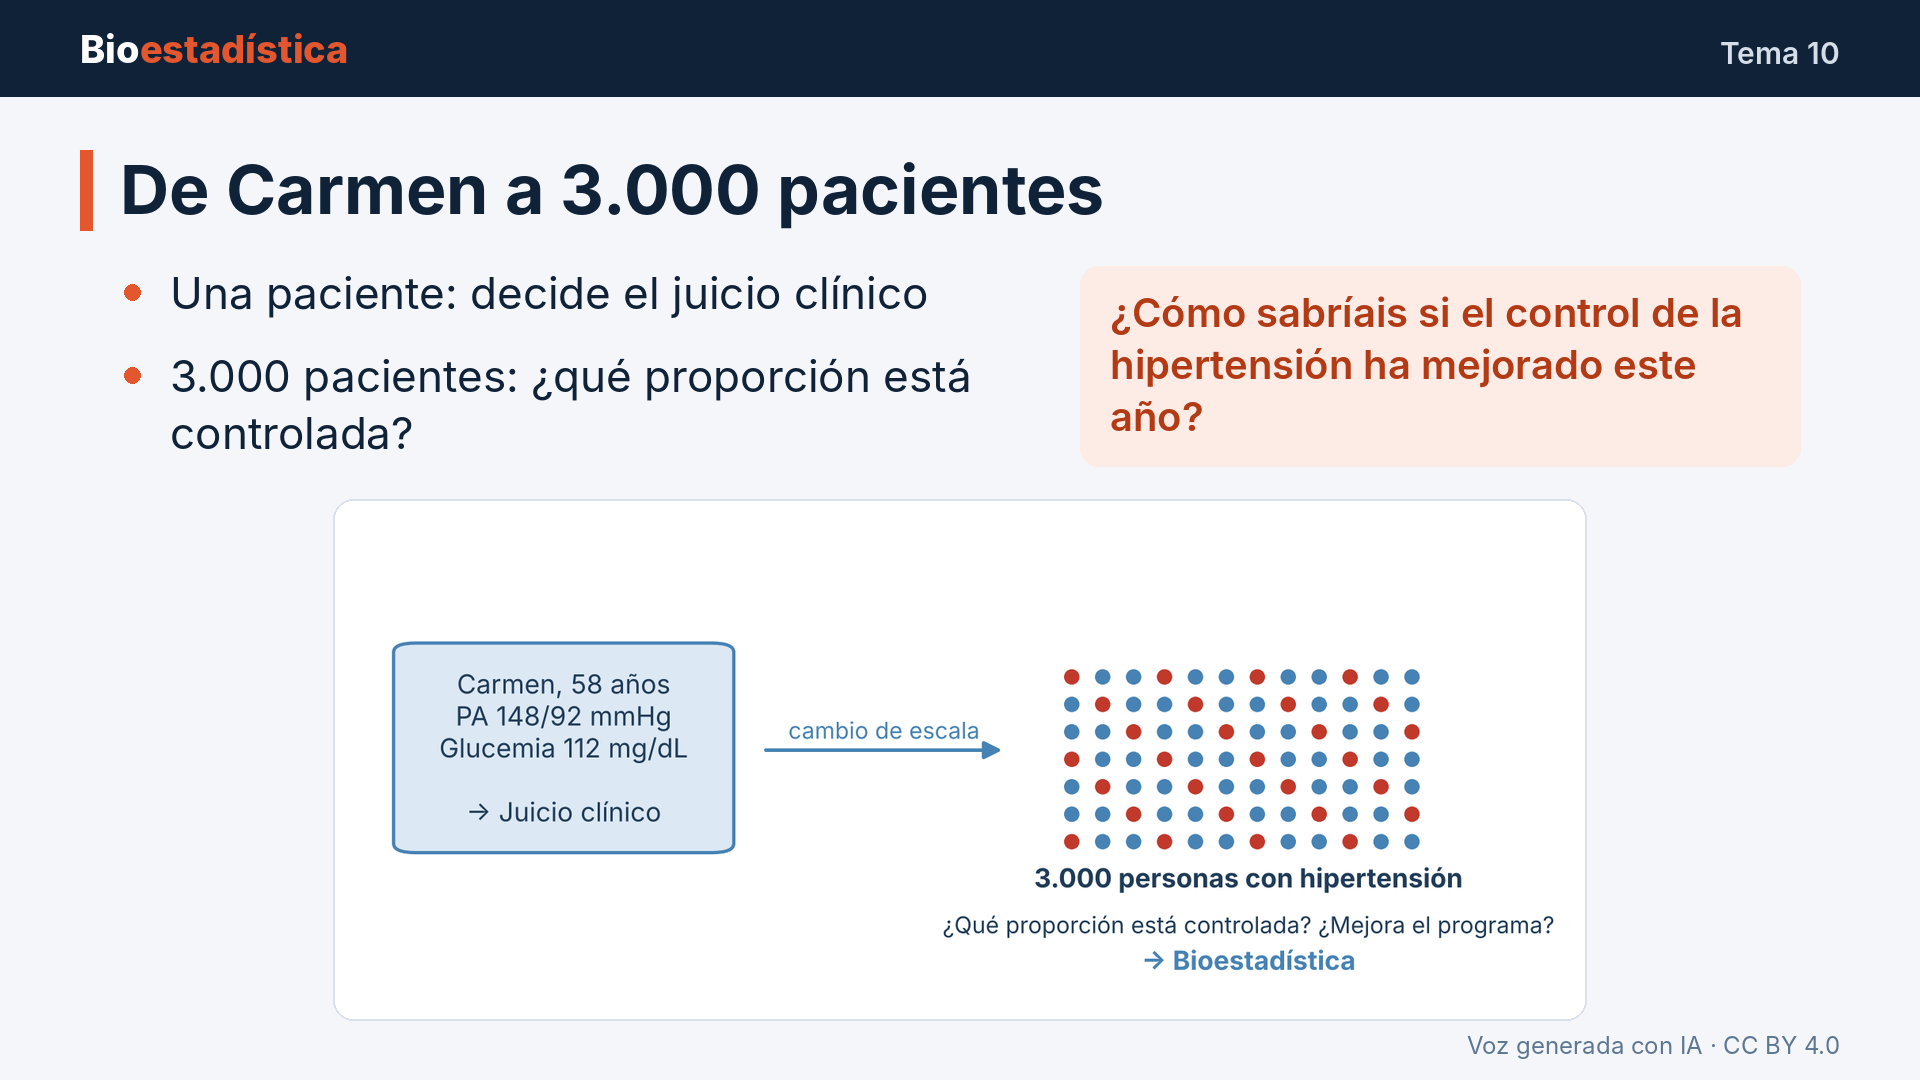 Bioestadística
Tema 10
De Carmen a 3.000 pacientes
Una paciente: decide el juicio clínico
3.000 pacientes: ¿qué proporción está
controlada?
¿Cómo sabríais si el control de la
hipertensión ha mejorado este
año?
Carmen, 58 años
PA 148/92 mmHg
Glucemia 112 mg/dL
→ Juicio clínico
cambio de escala
3.000 personas con hipertensión
¿Qué proporción está controlada? ¿Mejora el programa?
→ Bioestadística
Voz generada con IA · CC BY 4.0